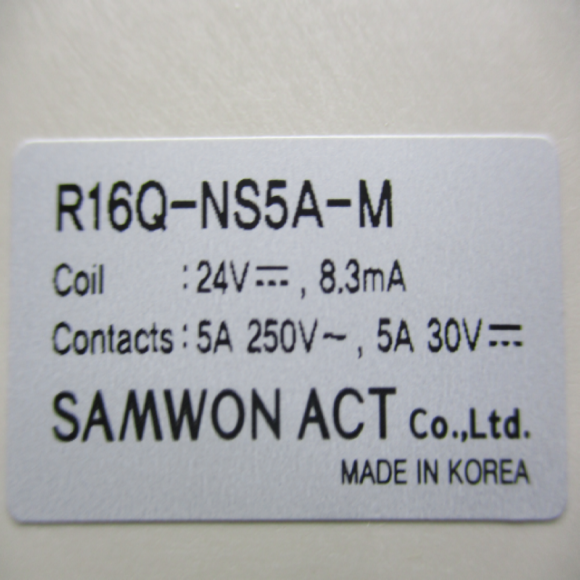 R16Q-NS5A-M
Coil : 24V⎓ , 8.3mA
Contacts : 5A 250V~ , 5A 30V⎓
SAMWON ACT Co.,Ltd.
MADE IN KOREA